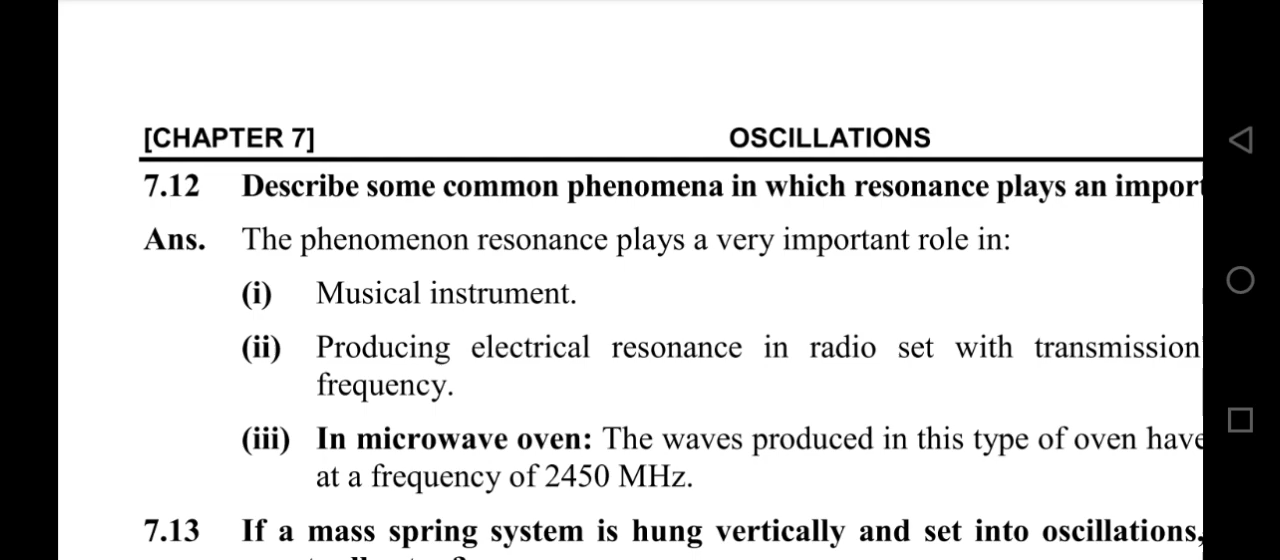 [CHAPTER 7] OSCILLATIONS
7.12 Describe some common phenomena in which resonance plays an impor
Ans. The phenomenon resonance plays a very important role in:
(i) Musical instrument.
(ii) Producing electrical resonance in radio set with transmission
frequency.
(iii) In microwave oven: The waves produced in this type of oven have
at a frequency of 2450 MHz.
7.13 If a mass spring system is hung vertically and set into oscillations,